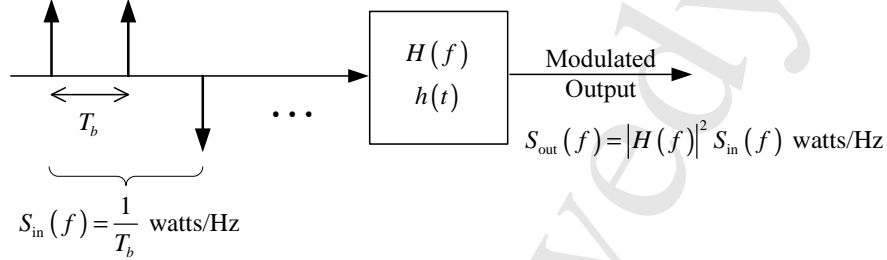 H(f)
h(t)
Modulated
Output
T_b
• • •
S_out(f) = |H(f)|² S_in(f) watts/Hz
S_in(f) = 1/T_b watts/Hz